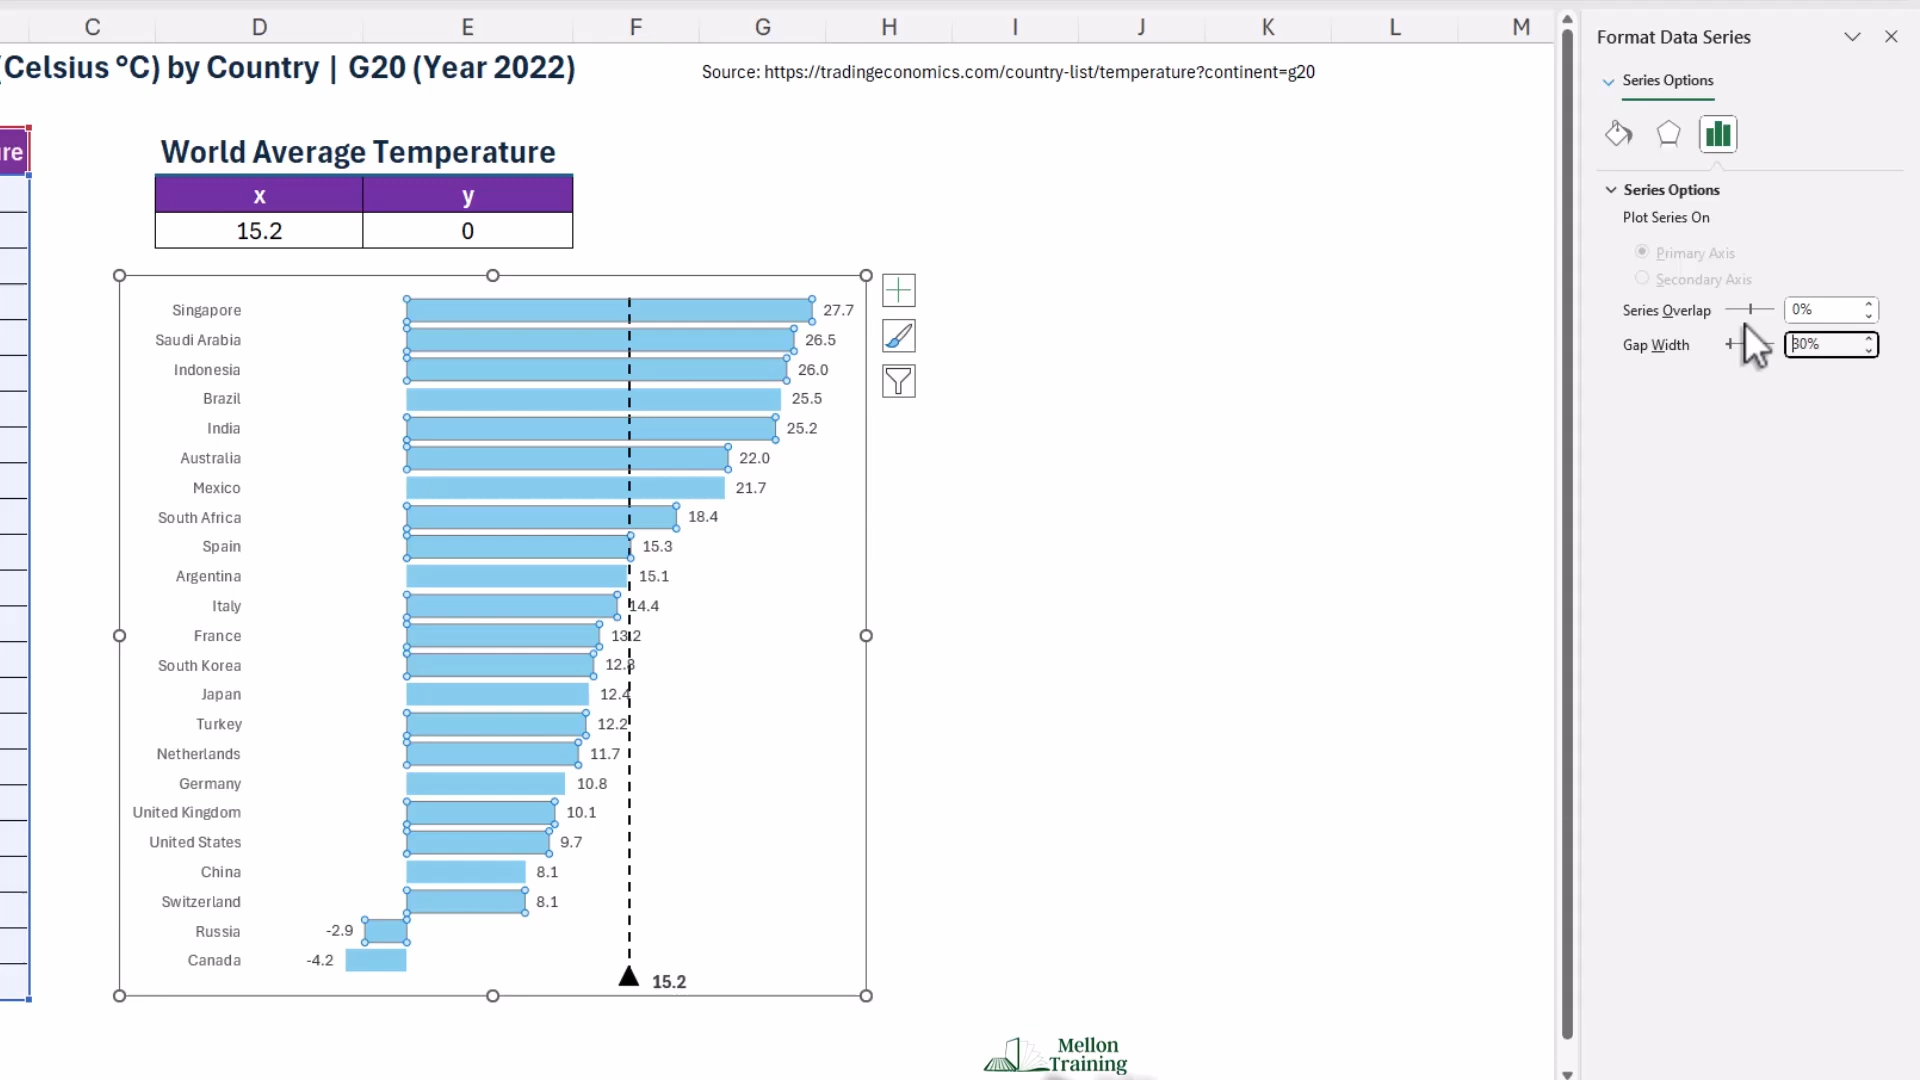 C D E F G H I J K L M
(Celsius °C) by Country | G20 (Year 2022)
Source: https://tradingeconomics.com/country-list/temperature?continent=g20
re
World Average Temperature
x y
15.2 0
Singapore 27.7
Saudi Arabia 26.5
Indonesia 26.0
Brazil 25.5
India 25.2
Australia 22.0
Mexico 21.7
South Africa 18.4
Spain 15.3
Argentina 15.1
Italy 14.4
France 13.2
South Korea 12.8
Japan 12.4
Turkey 12.2
Netherlands 11.7
Germany 10.8
United Kingdom 10.1
United States 9.7
China 8.1
Switzerland 8.1
Russia -2.9
Canada -4.2
15.2
Mellon
Training
Format Data Series
Series Options
Series Options
Plot Series On
Primary Axis
Secondary Axis
Series Overlap 0%
Gap Width 30%